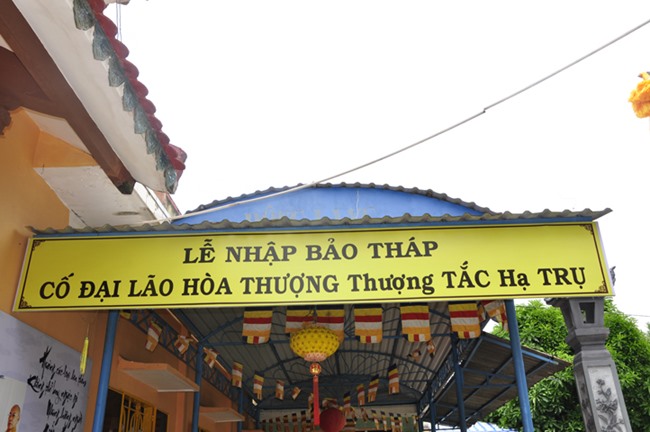 LỄ NHẬP BẢO THÁP
CỐ ĐẠI LÃO HÒA THƯỢNG Thượng TẮC Hạ TRỤ